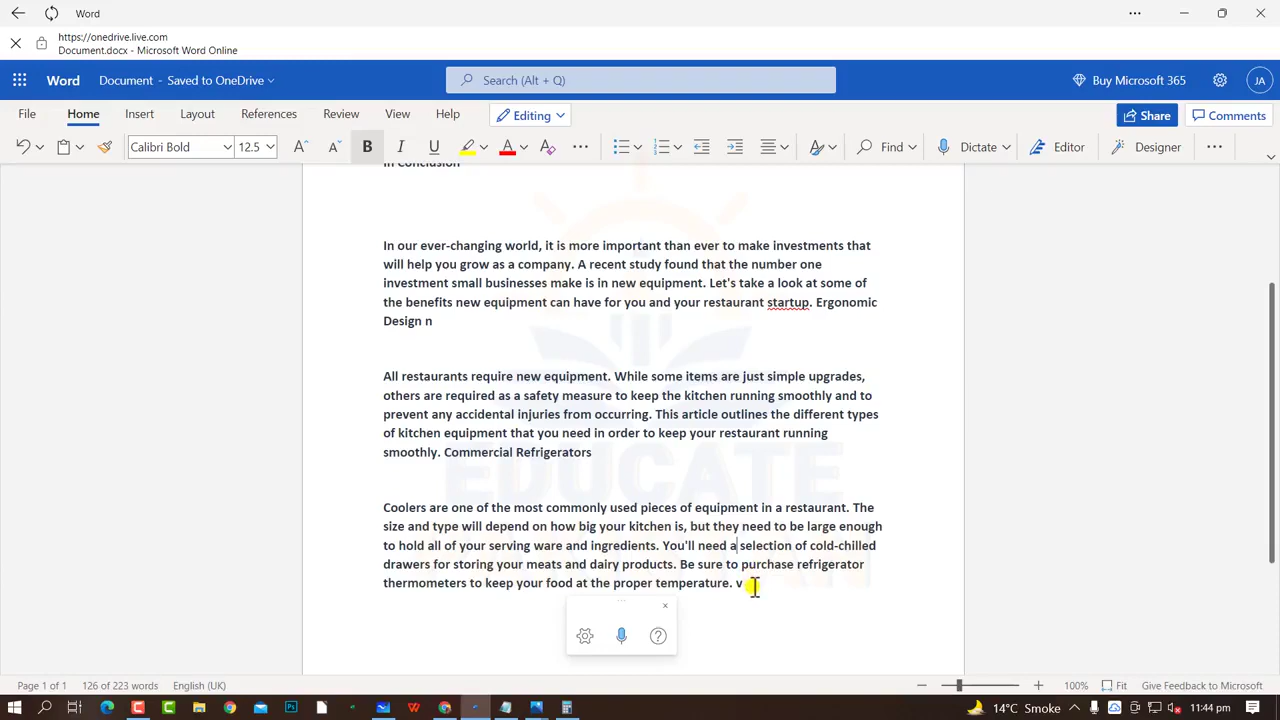 Word
https://onedrive.live.com
Document.docx - Microsoft Word Online
Word Document - Saved to OneDrive Search (Alt + Q) Buy Microsoft 365 JA
File Home Insert Layout References Review View Help Editing Share Comments
Calibri Bold 12.5 B I U A A Find Dictate Editor Designer
In Conclusion
In our ever-changing world, it is more important than ever to make investments that
will help you grow as a company. A recent study found that the number one
investment small businesses make is in new equipment. Let's take a look at some of
the benefits new equipment can have for you and your restaurant startup. Ergonomic
Design n
All restaurants require new equipment. While some items are just simple upgrades,
others are required as a safety measure to keep the kitchen running smoothly and to
prevent any accidental injuries from occurring. This article outlines the different types
of kitchen equipment that you need in order to keep your restaurant running
smoothly. Commercial Refrigerators
EDUCATE
Coolers are one of the most commonly used pieces of equipment in a restaurant. The
size and type will depend on how big your kitchen is, but they need to be large enough
to hold all of your serving ware and ingredients. You'll need a selection of cold-chilled
drawers for storing your meats and dairy products. Be sure to purchase refrigerator
thermometers to keep your food at the proper temperature. v
Page 1 of 1 126 of 223 words English (UK) 100% Fit Give Feedback to Microsoft
14°C Smoke 11:44 pm